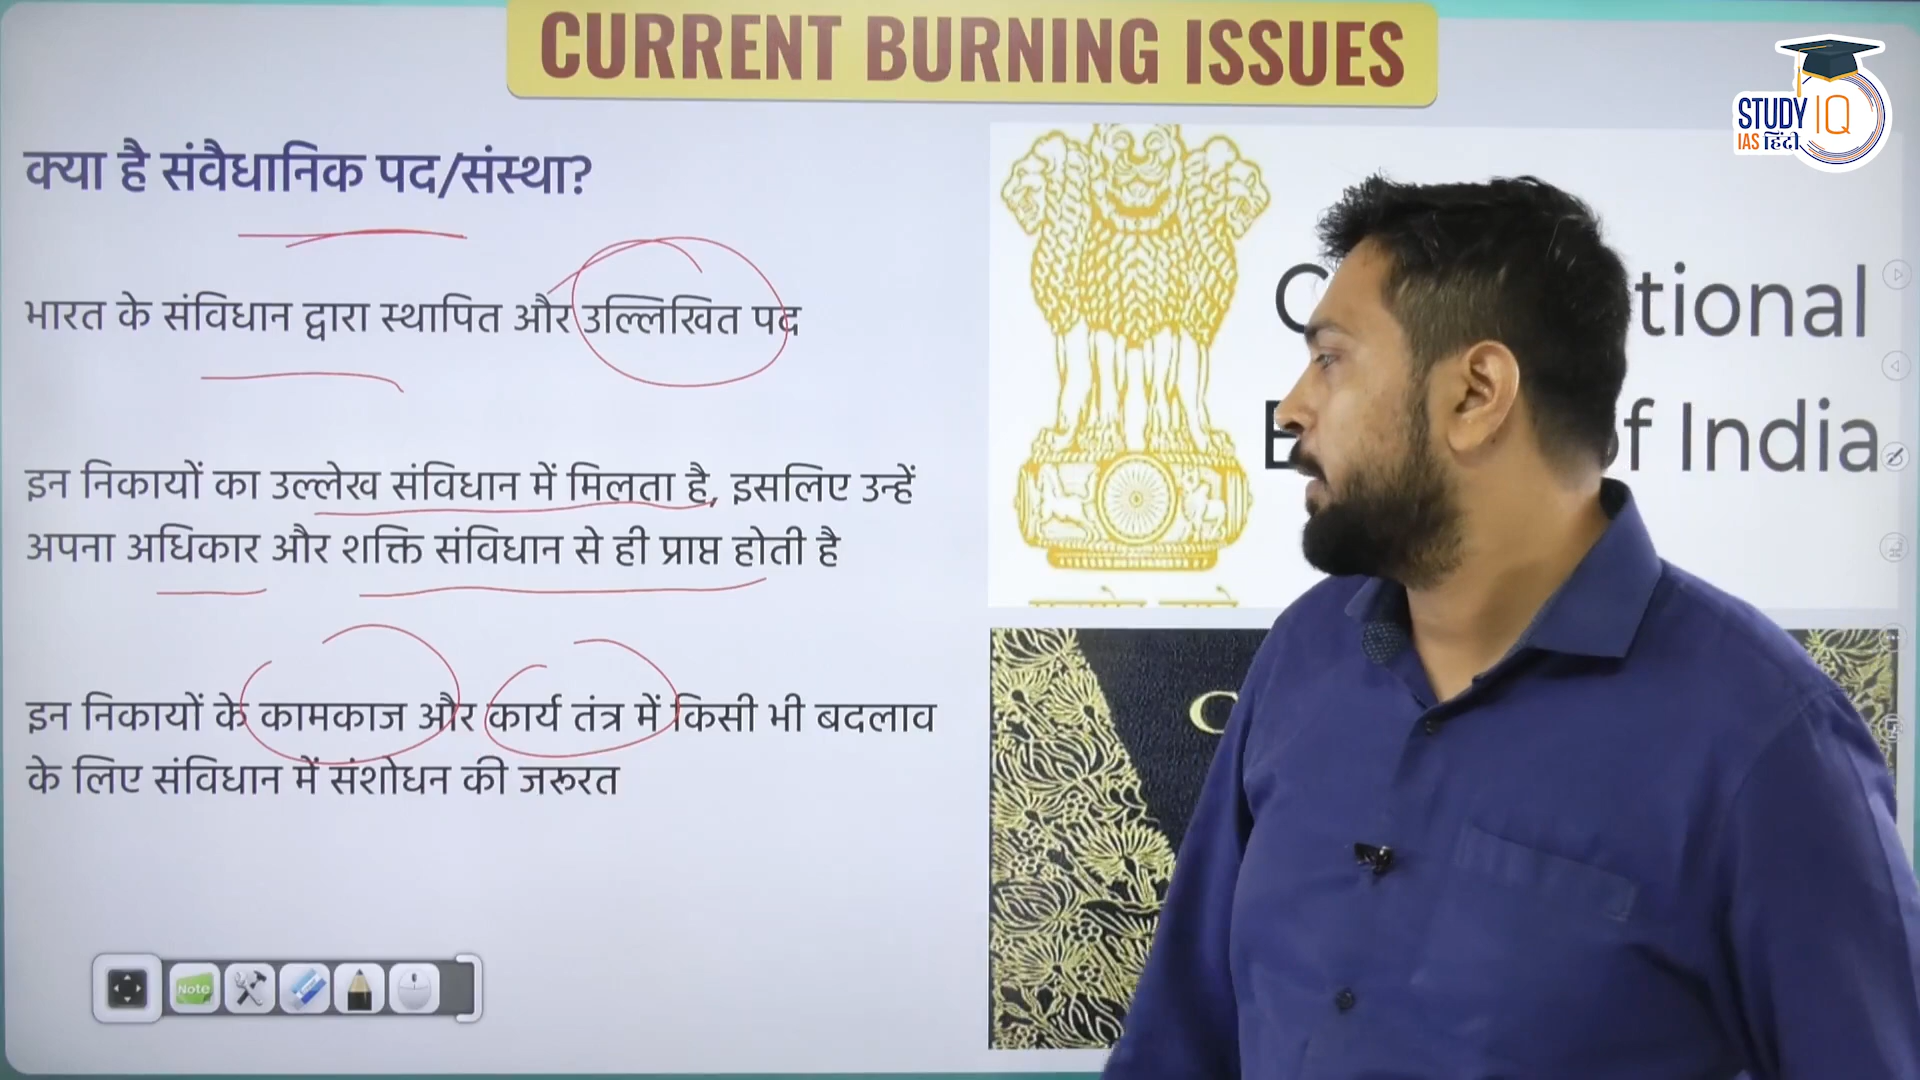 CURRENT BURNING ISSUES
STUDY IQ
IAS हिंदी
क्या है संवैधानिक पद/संस्था?
भारत के संविधान द्वारा स्थापित और उल्लिखित पद
इन निकायों का उल्लेख संविधान में मिलता है, इसलिए उन्हें
अपना अधिकार और शक्ति संविधान से ही प्राप्त होती है
इन निकायों के कामकाज और कार्य तंत्र में किसी भी बदलाव
के लिए संविधान में संशोधन की जरूरत
tional
of India
Note